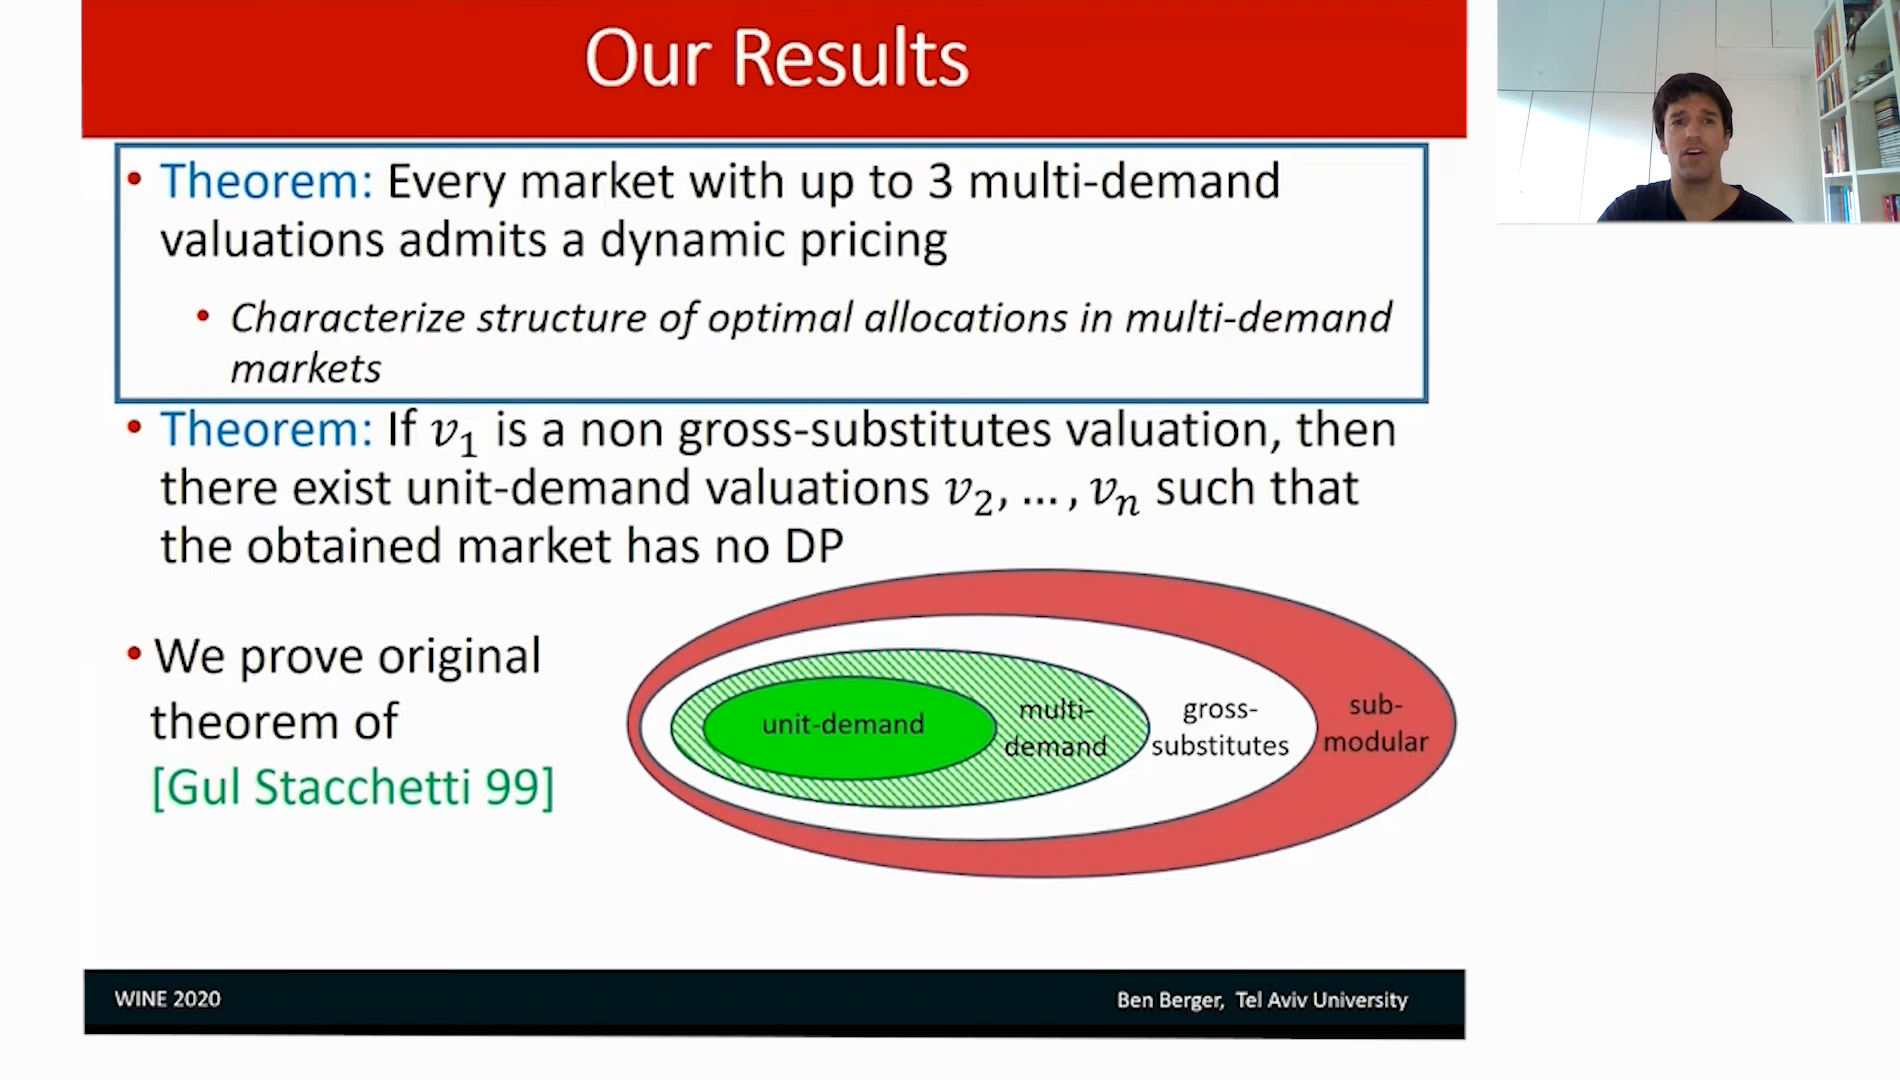 Our Results
• Theorem: Every market with up to 3 multi-demand
valuations admits a dynamic pricing
• Characterize structure of optimal allocations in multi-demand
markets
• Theorem: If v₁ is a non gross-substitutes valuation, then
there exist unit-demand valuations v₂, … , vₙ such that
the obtained market has no DP
• We prove original
theorem of
[Gul Stacchetti 99]
unit-demand
multi-
demand
gross-
substitutes
sub-
modular
WINE 2020
Ben Berger, Tel Aviv University